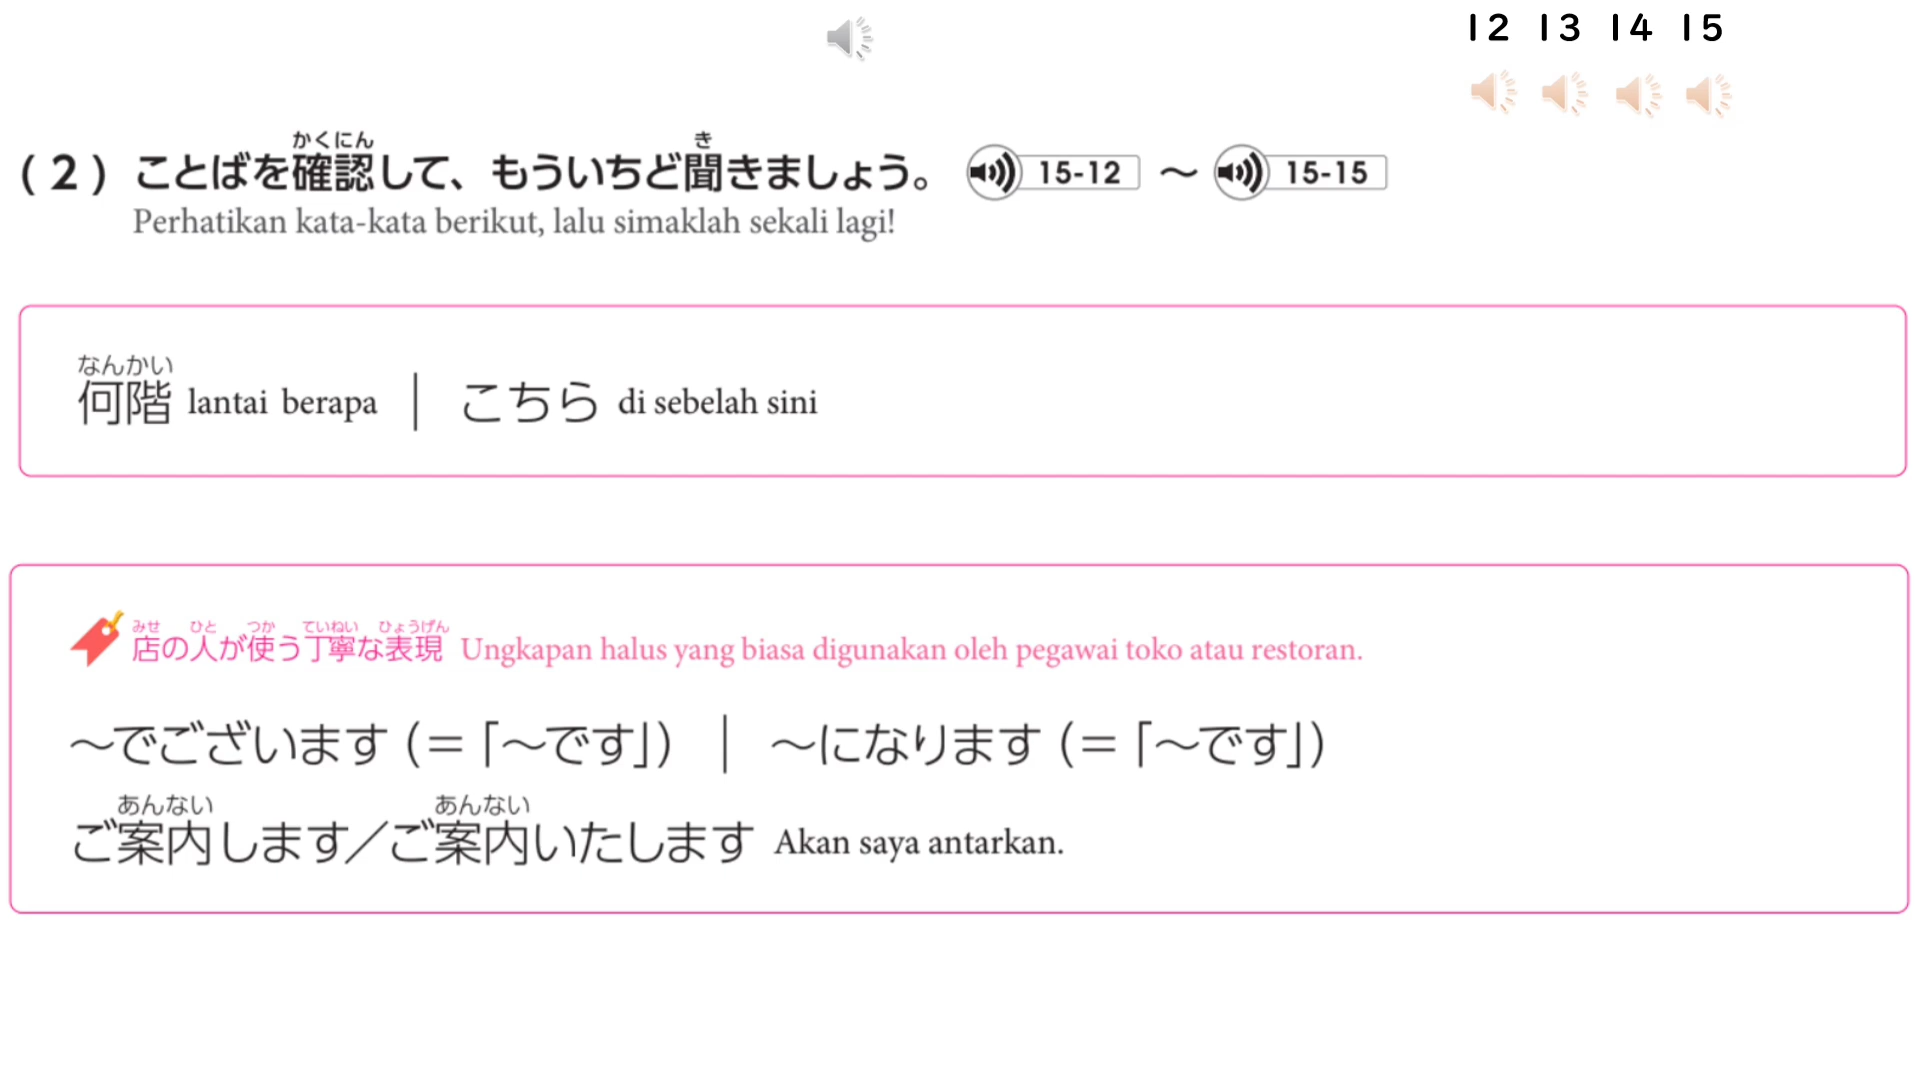 12 13 14 15
かくにん き
(2) ことばを確認して、もういちど聞きましょう。 15-12 ～ 15-15
Perhatikan kata-kata berikut, lalu simaklah sekali lagi!
なんかい
何階 lantai berapa | こちら di sebelah sini
みせ ひと つか ていねい ひょうげん
店の人が使う丁寧な表現 Ungkapan halus yang biasa digunakan oleh pegawai toko atau restoran.
～でございます (=「～です」) | ～になります (=「～です」)
あんない あんない
ご案内します／ご案内いたします Akan saya antarkan.